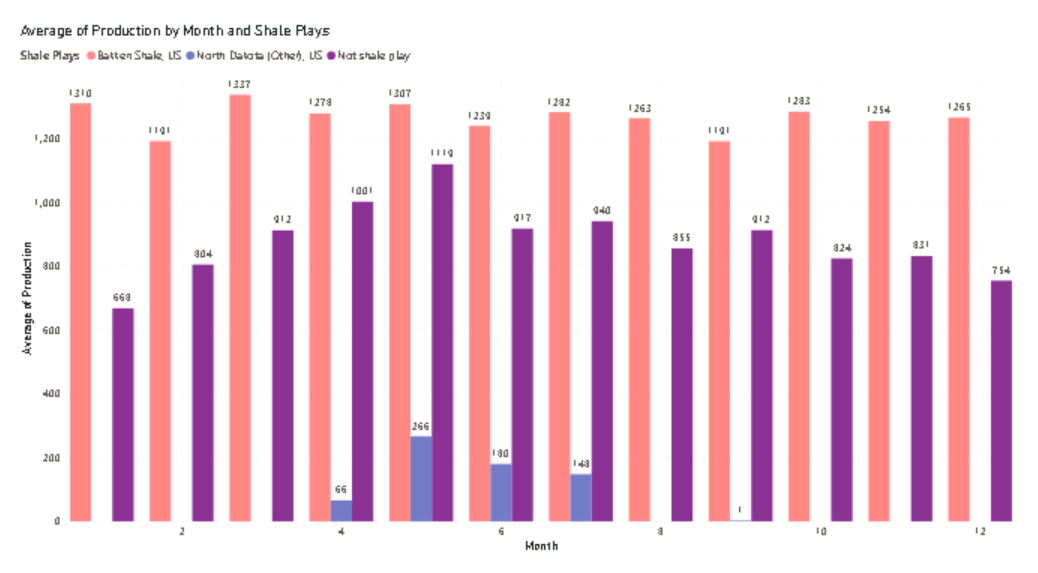 Average of Production by Month and Shale Plays
Shale Plays Batten Shale, US North Dakota (Other), US Not shale play
1310 1191 1337 1278 1307 1239 1282 1263 1191 1283 1254 1265
668 804 912 1001 1119 917 940 855 912 824 831 754
66 266 180 148 1
1,200
1,000
800
600
400
200
0
Average of Production
2 4 6 8 10 12
Month